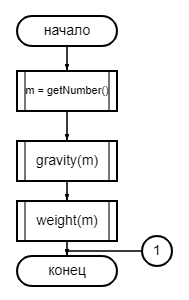 начало
m = getNumber()
gravity(m)
weight(m)
1
конец